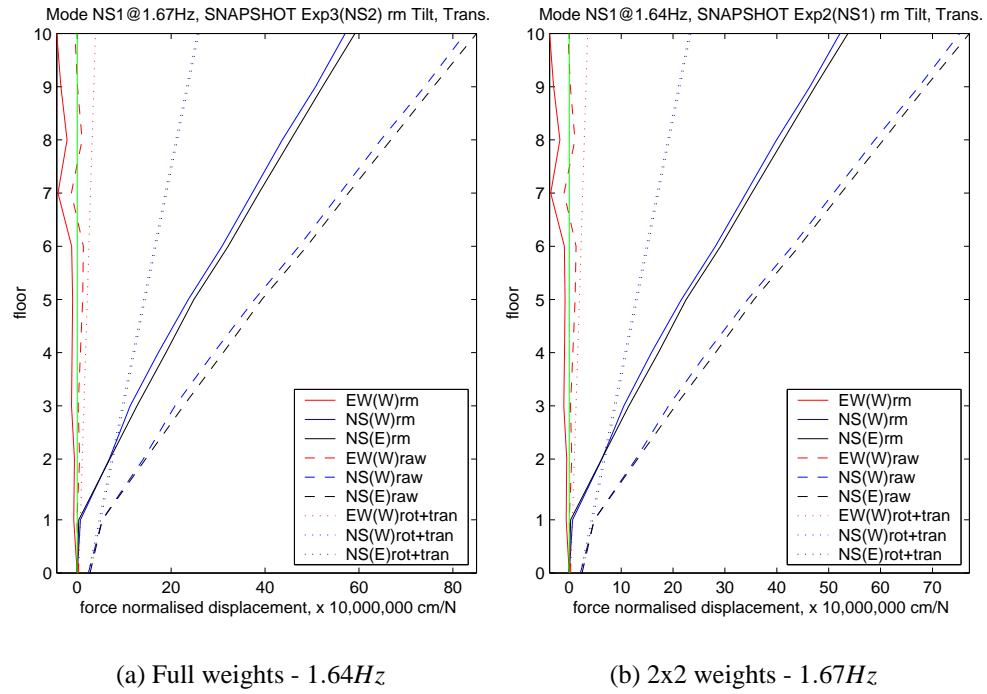 Mode NS1@1.67Hz, SNAPSHOT Exp3(NS2) rm Tilt, Trans.
10
9
8
7
6
5
4
3
2
1
0
floor
0 20 40 60 80
force normalised displacement, x 10,000,000 cm/N
EW(W)rm
NS(W)rm
NS(E)rm
EW(W)raw
NS(W)raw
NS(E)raw
EW(W)rot+tran
NS(W)rot+tran
NS(E)rot+tran
(a) Full weights - 1.64Hz
Mode NS1@1.64Hz, SNAPSHOT Exp2(NS1) rm Tilt, Trans.
10
9
8
7
6
5
4
3
2
1
0
floor
0 10 20 30 40 50 60 70
force normalised displacement, x 10,000,000 cm/N
EW(W)rm
NS(W)rm
NS(E)rm
EW(W)raw
NS(W)raw
NS(E)raw
EW(W)rot+tran
NS(W)rot+tran
NS(E)rot+tran
(b) 2x2 weights - 1.67Hz